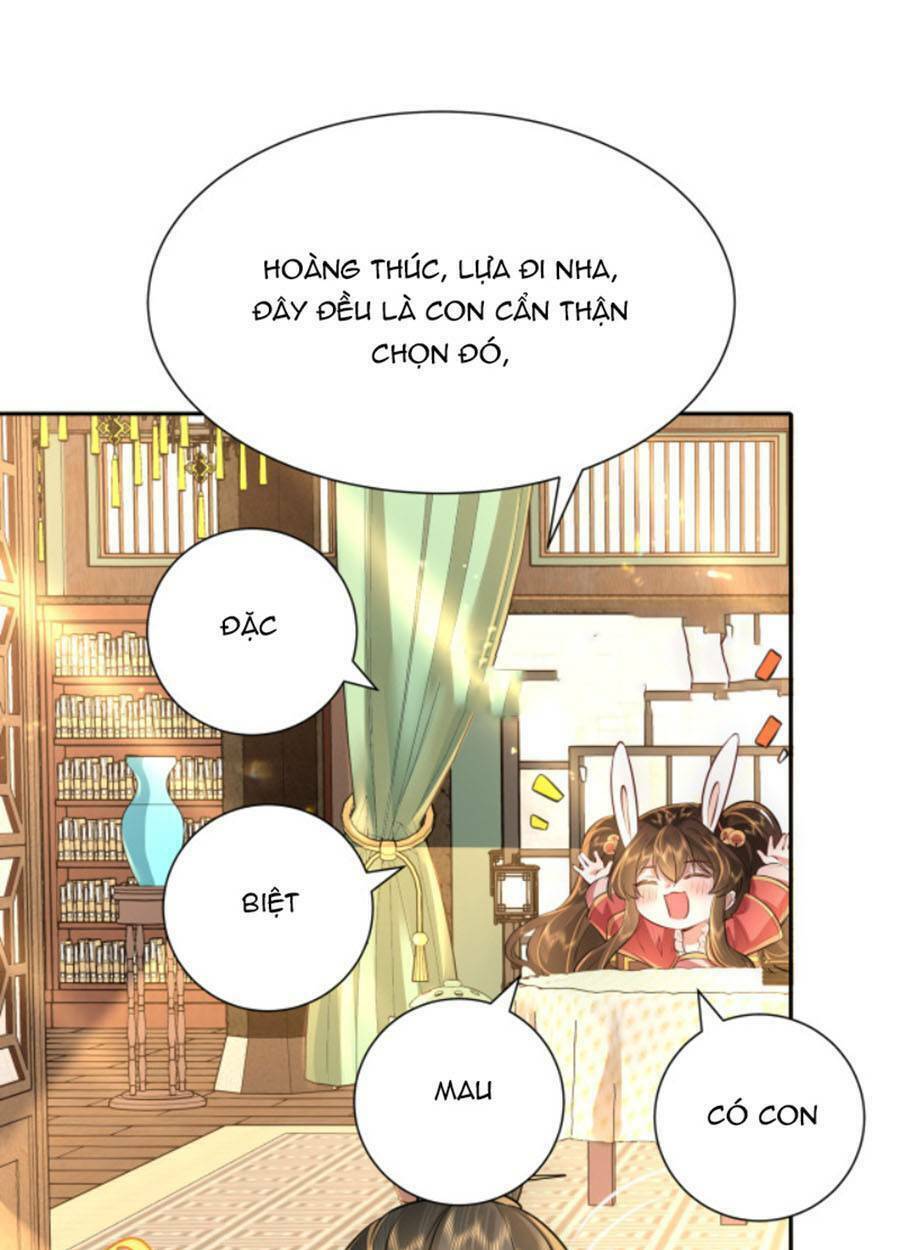 HOÀNG THÚC, LỰA ĐI NHA,
ĐÂY ĐỀU LÀ CON CẨN THẬN
CHỌN ĐÓ,
ĐẶC
BIỆT
MAU
CÓ CON